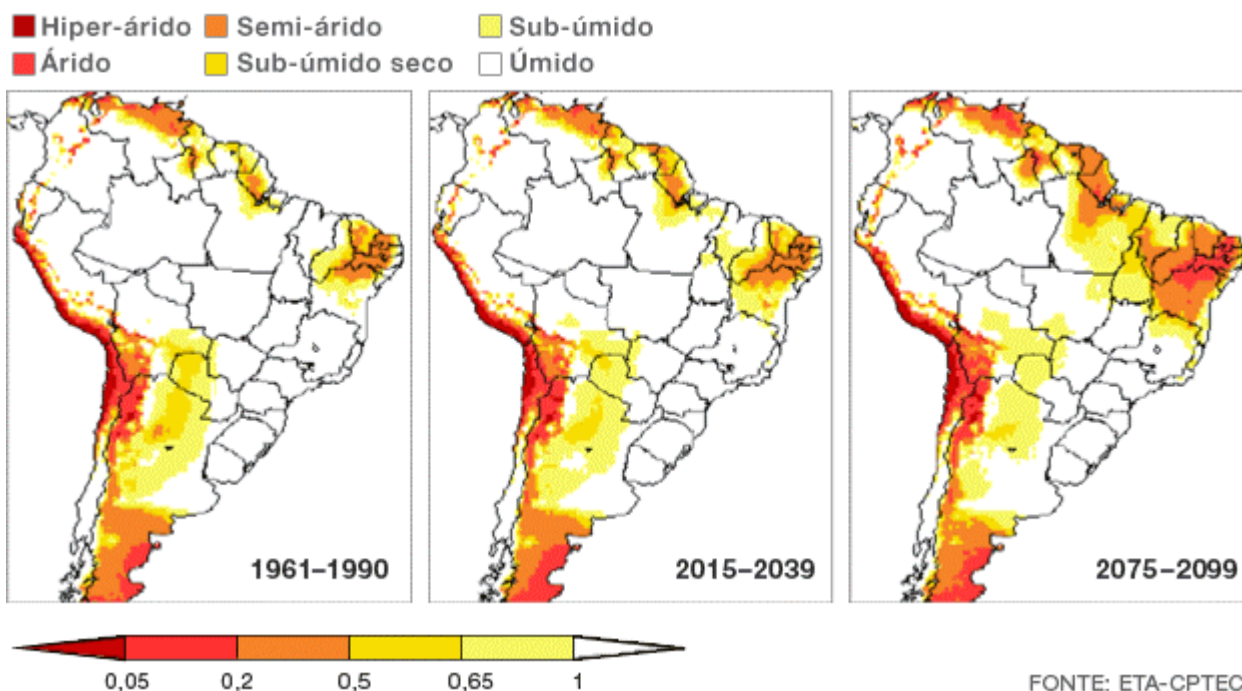 Hiper-árido Semi-árido Sub-úmido
Árido Sub-úmido seco Úmido
1961–1990 2015–2039 2075–2099
0,05 0,2 0,5 0,65 1
FONTE: ETA-CPTEC